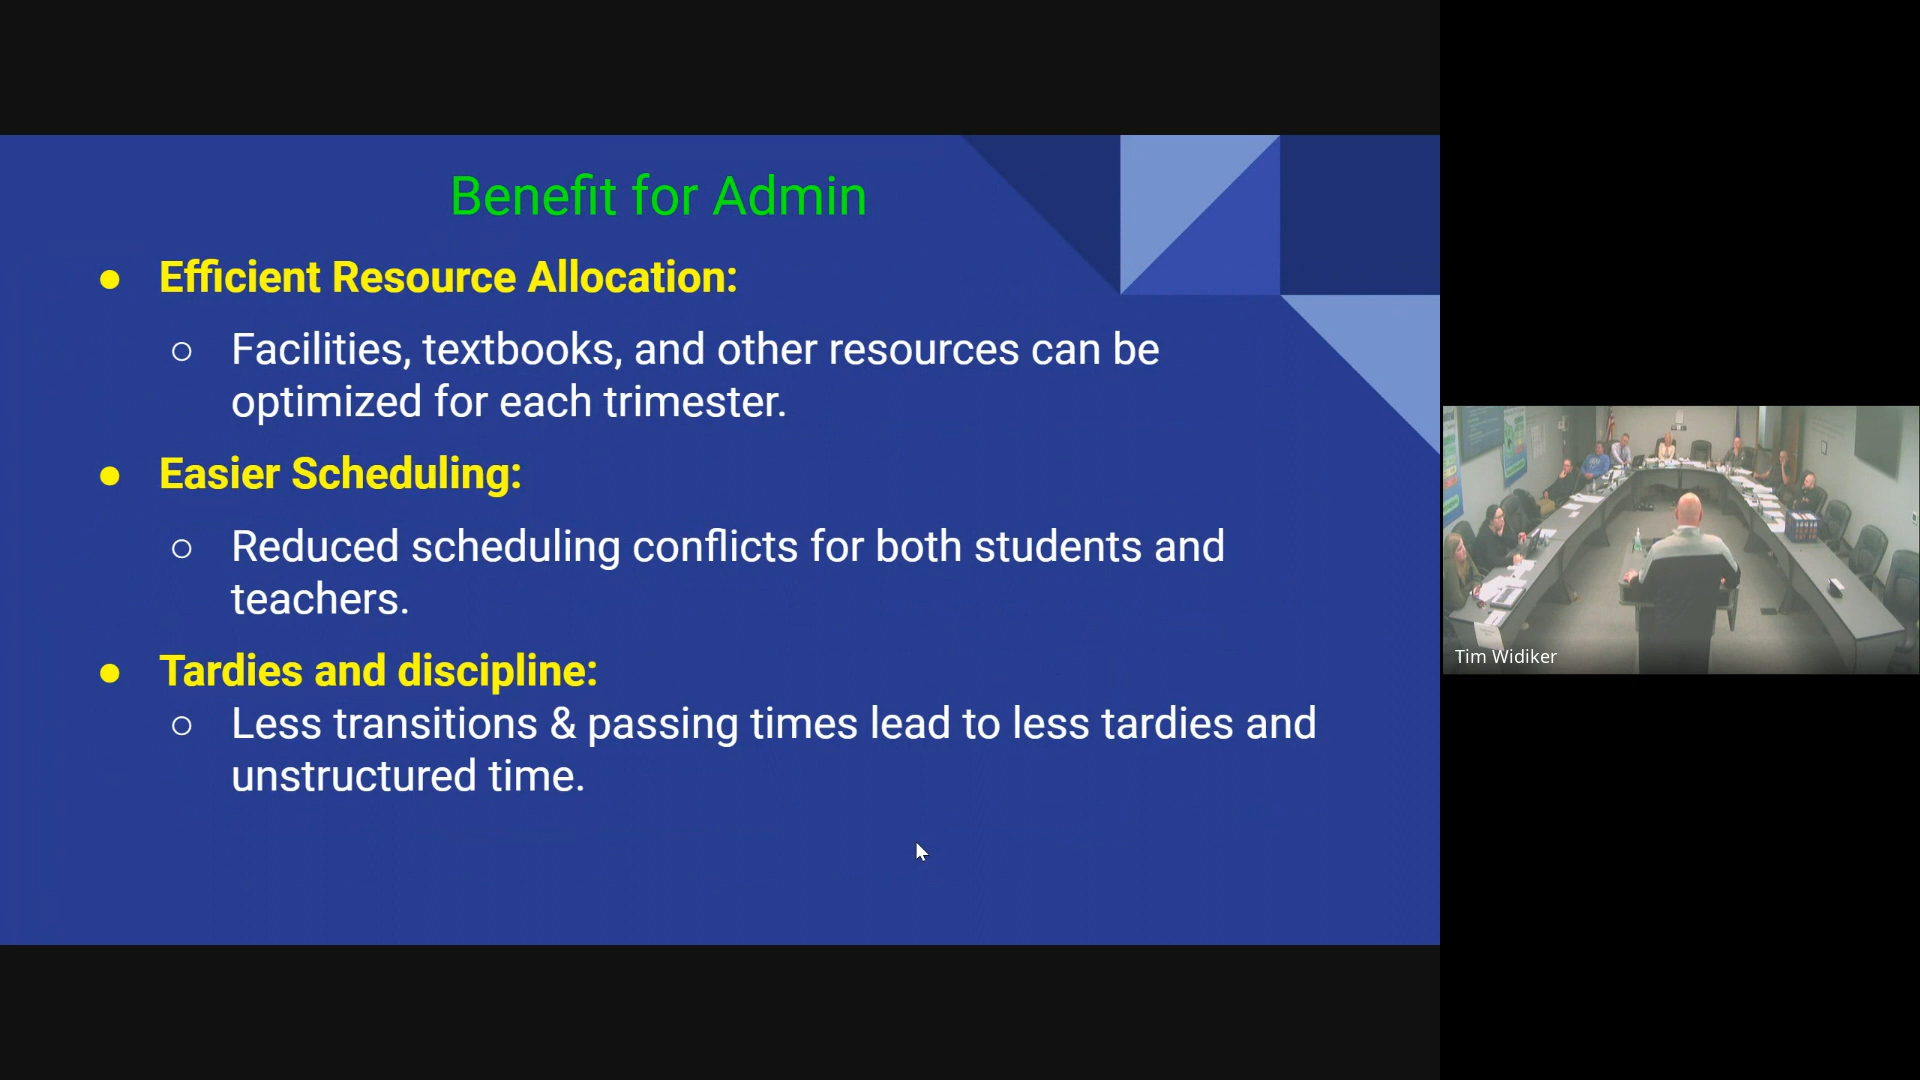 Benefit for Admin
● Efficient Resource Allocation:
○ Facilities, textbooks, and other resources can be
optimized for each trimester.
● Easier Scheduling:
○ Reduced scheduling conflicts for both students and
teachers.
● Tardies and discipline:
○ Less transitions & passing times lead to less tardies and
unstructured time.
Tim Widiker